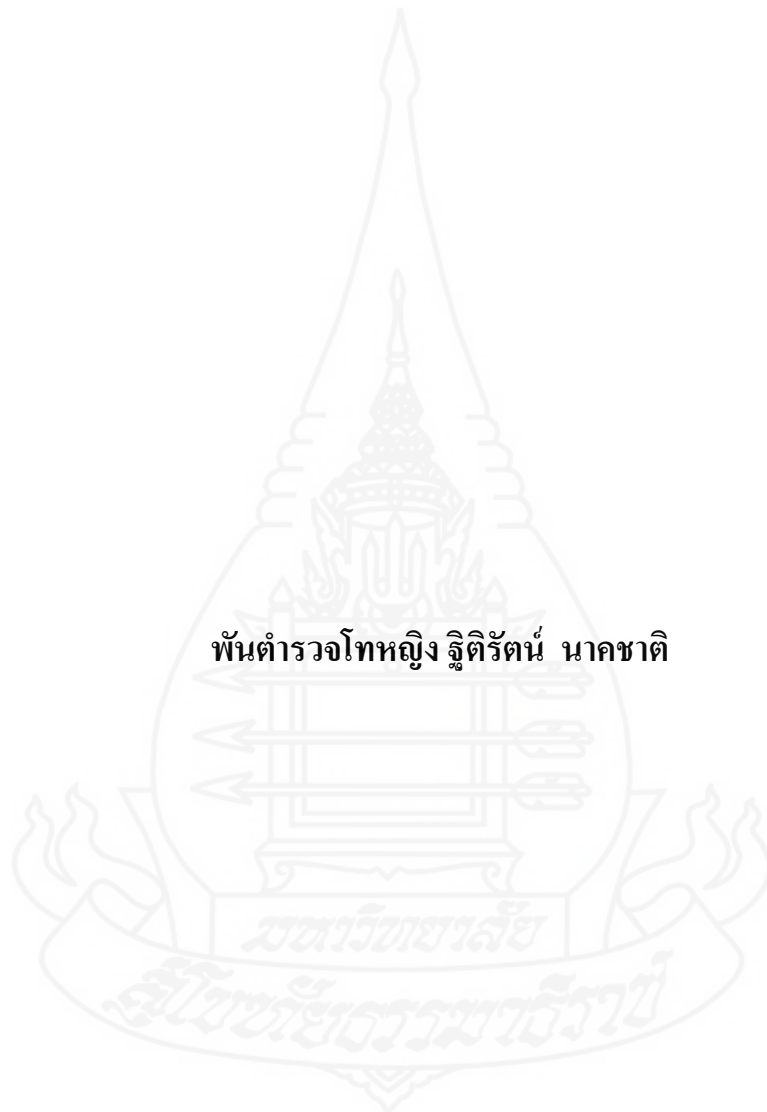 พันตำรวจโทหญิง ฐิติรัตน์ นาคชาติ
มหาวิทยาลัย
สุโขทัยธรรมาธิราช